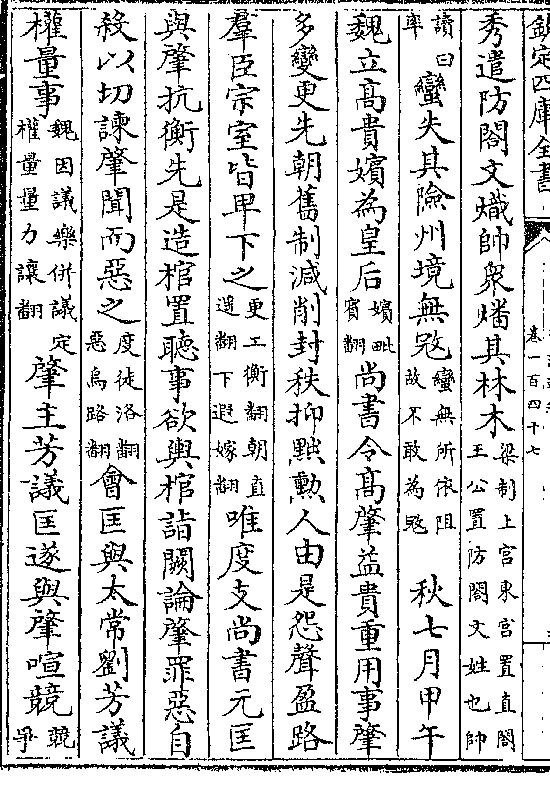 欽定四庫全書
卷一百四十七
秀遣防閤文熾帥衆燔其林木梁制上宮東宮置直閤王公置防閤文姓也帥
讀曰率蠻失其險州境無寇蠻無所依阻故不敢為寇 秋七月甲午
魏立髙貴嬪為皇后嬪毗賓翻尚書令髙肇益貴重用事肇
多變更先朝舊制減削封秩抑黜勲人由是怨聲盈路
羣臣宗室皆卑下之更工衡翻朝直遥翻下遐嫁翻唯度支尚書元匡
與肇抗衡先是造棺置聽事欲輿棺詣闕論肇罪惡自
殺以切諫肇聞而惡之度徒洛翻惡烏路翻會匡與太常劉芳議
權量事魏因議樂併議定權量量力讓翻肇主芳議匡遂與肇喧競競爭